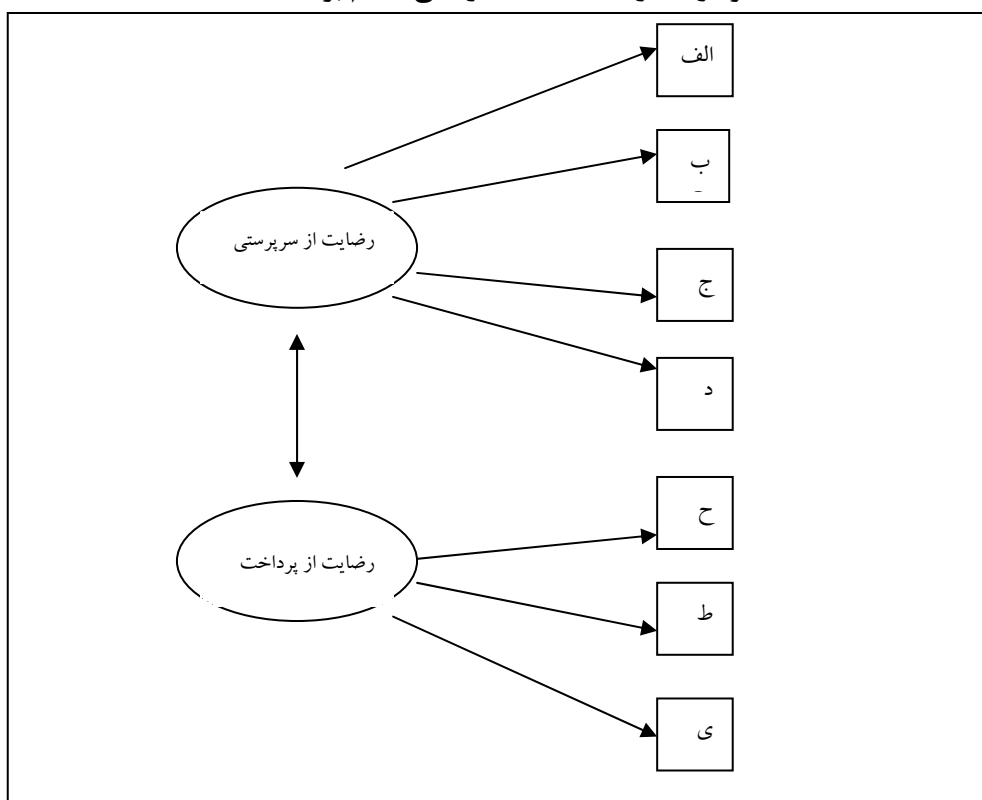 الف
ب
رضایت از سرپرستی
ج
د
ح
رضایت از پرداخت
ط
ی